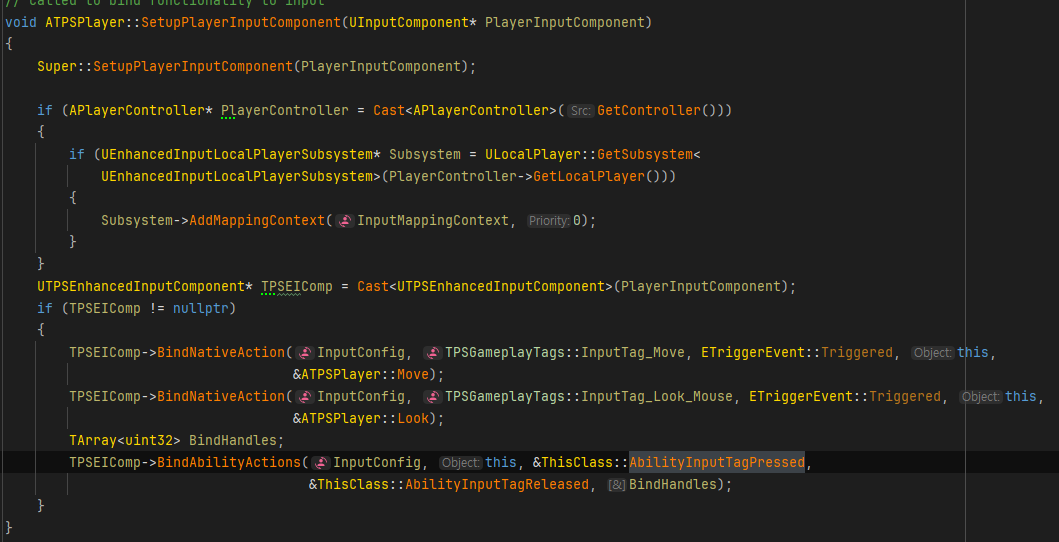 // Called to bind functionality to input
void ATPSPlayer::SetupPlayerInputComponent(UInputComponent* PlayerInputComponent)
{
    Super::SetupPlayerInputComponent(PlayerInputComponent);
    if (APlayerController* PlayerController = Cast<APlayerController>(Src: GetController()))
    {
        if (UEnhancedInputLocalPlayerSubsystem* Subsystem = ULocalPlayer::GetSubsystem<
            UEnhancedInputLocalPlayerSubsystem>(PlayerController->GetLocalPlayer()))
        {
            Subsystem->AddMappingContext(InputMappingContext, Priority: 0);
        }
    }
    UTPSEnhancedInputComponent* TPSEIComp = Cast<UTPSEnhancedInputComponent>(PlayerInputComponent);
    if (TPSEIComp != nullptr)
    {
        TPSEIComp->BindNativeAction(InputConfig, TPSGameplayTags::InputTag_Move, ETriggerEvent::Triggered, Object: this,
                                    &ATPSPlayer::Move);
        TPSEIComp->BindNativeAction(InputConfig, TPSGameplayTags::InputTag_Look_Mouse, ETriggerEvent::Triggered, Object: this,
                                    &ATPSPlayer::Look);
        TArray<uint32> BindHandles;
        TPSEIComp->BindAbilityActions(InputConfig, Object: this, &ThisClass::AbilityInputTagPressed,
                                      &ThisClass::AbilityInputTagReleased, [&] BindHandles);
    }
}